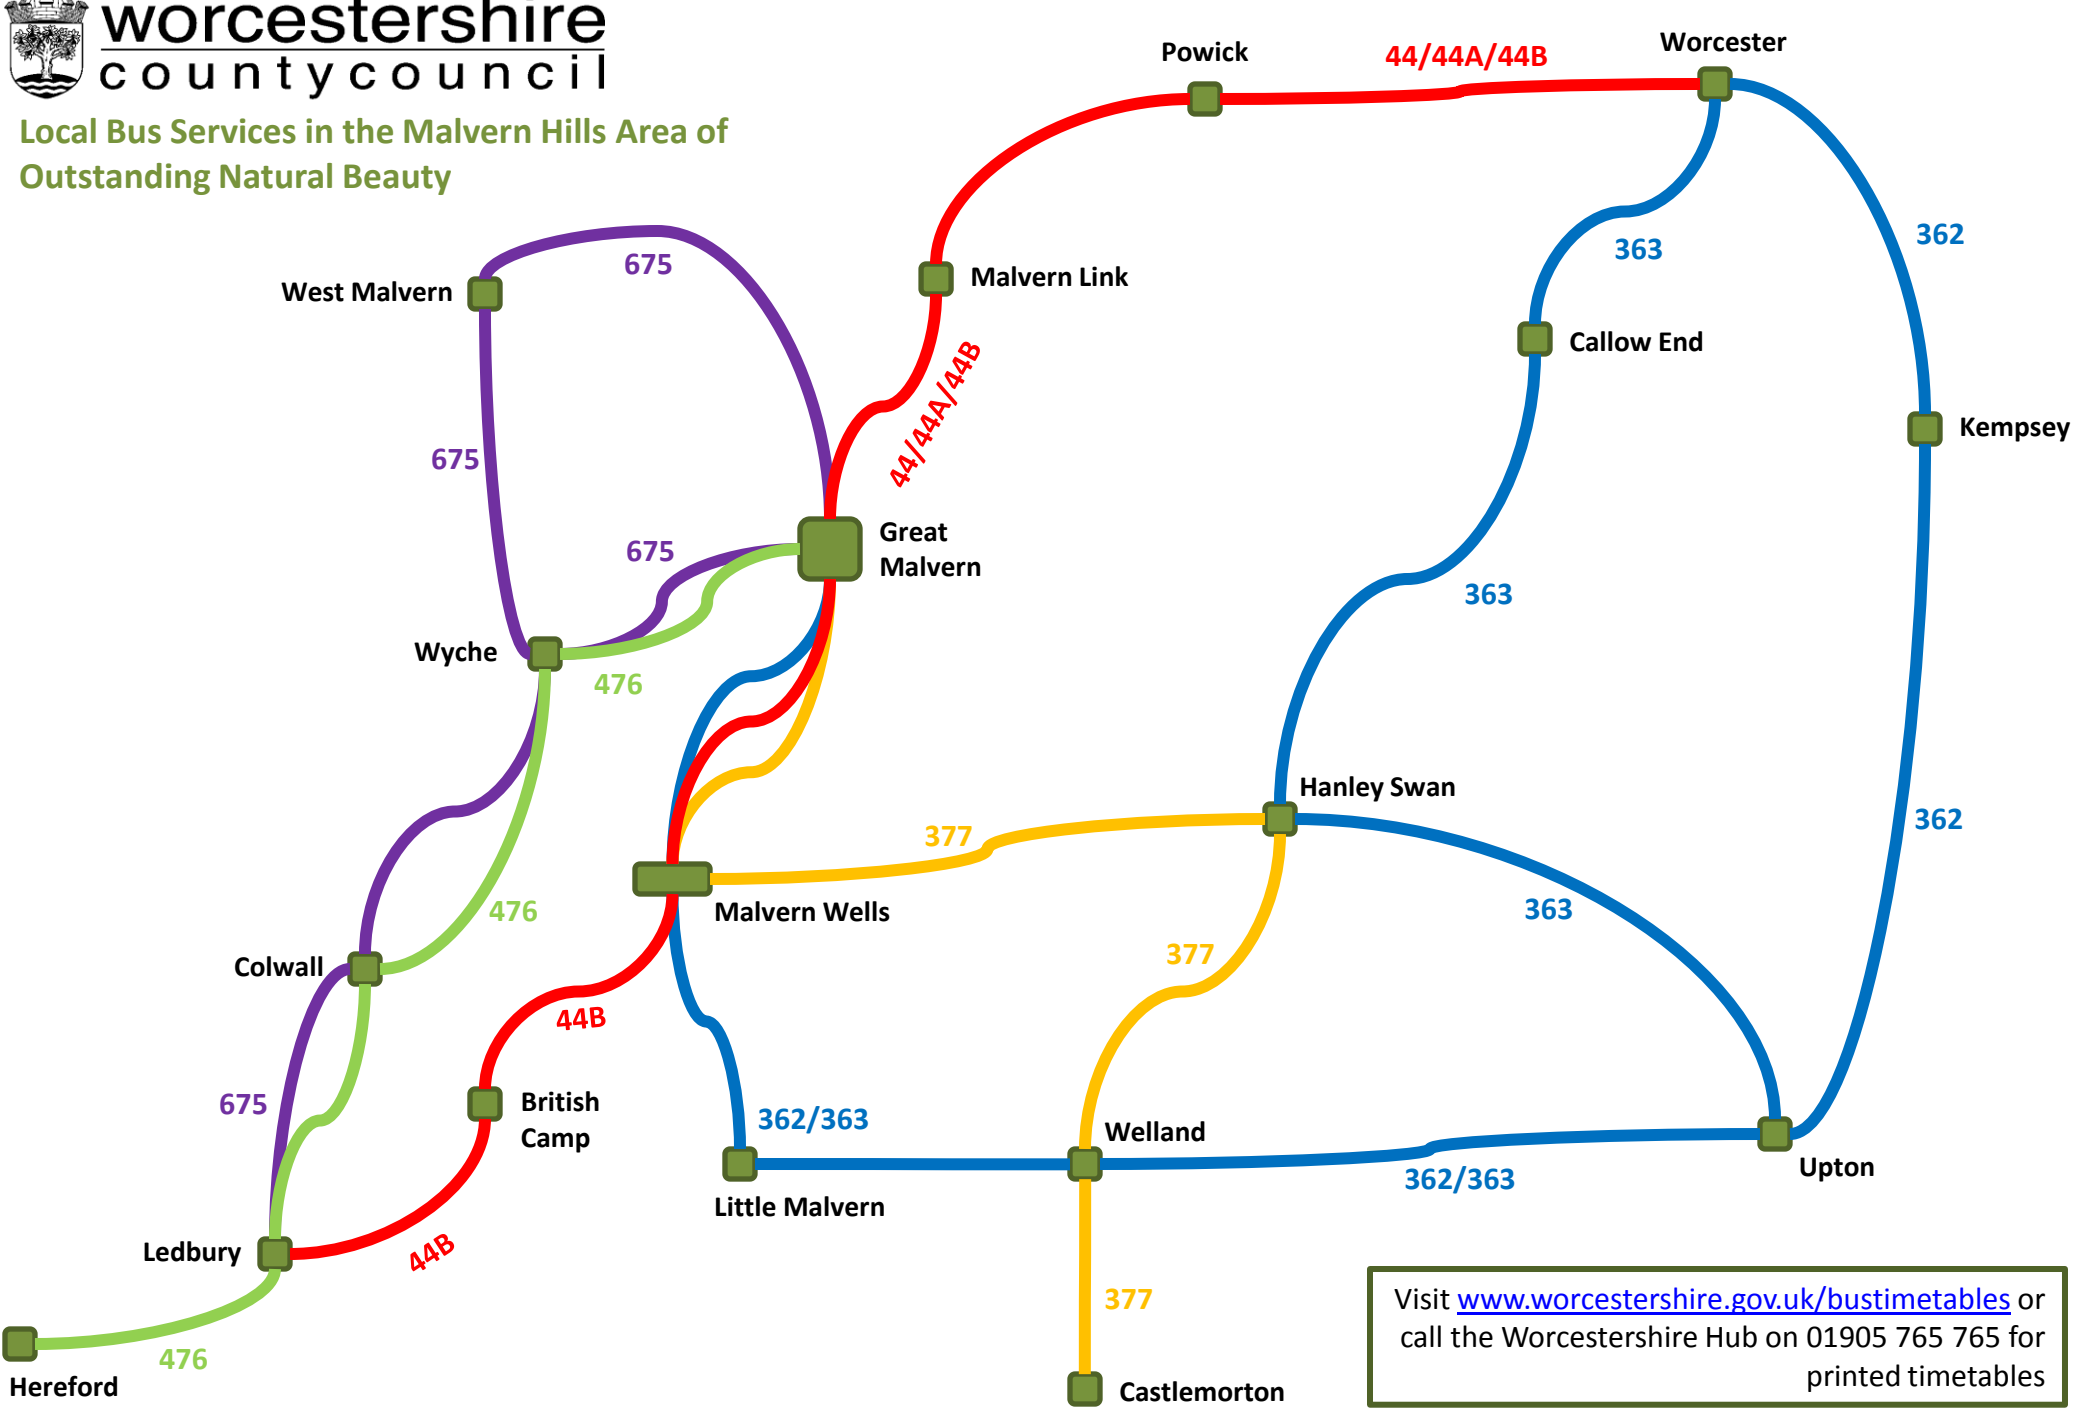 worcestershire
countycouncil
Local Bus Services in the Malvern Hills Area of
Outstanding Natural Beauty
Powick
44/44A/44B
Worcester
675
West Malvern
Malvern Link
363
362
44/44A/44B
Callow End
675
Kempsey
675
Great
Malvern
363
Wyche
476
Hanley Swan
377
362
476
Malvern Wells
363
377
Colwall
44B
675
British
Camp
362/363
Welland
Little Malvern
362/363
Upton
Ledbury
44B
377
476
Hereford
Castlemorton
Visit www.worcestershire.gov.uk/bustimetables or
call the Worcestershire Hub on 01905 765 765 for
printed timetables